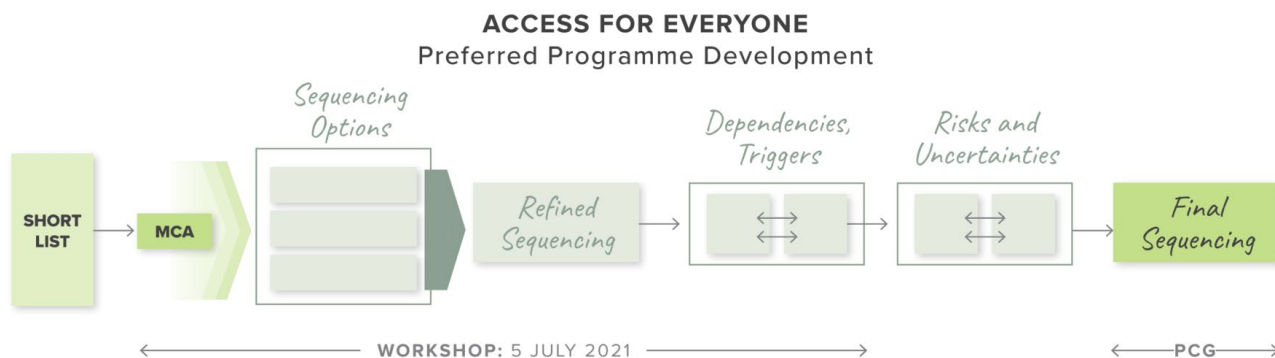 ACCESS FOR EVERYONE
Preferred Programme Development
Sequencing
Options
Dependencies,
Triggers
Risks and
Uncertainties
SHORT
LIST
MCA
Refined
Sequencing
Final
Sequencing
WORKSHOP: 5 JULY 2021
PCG